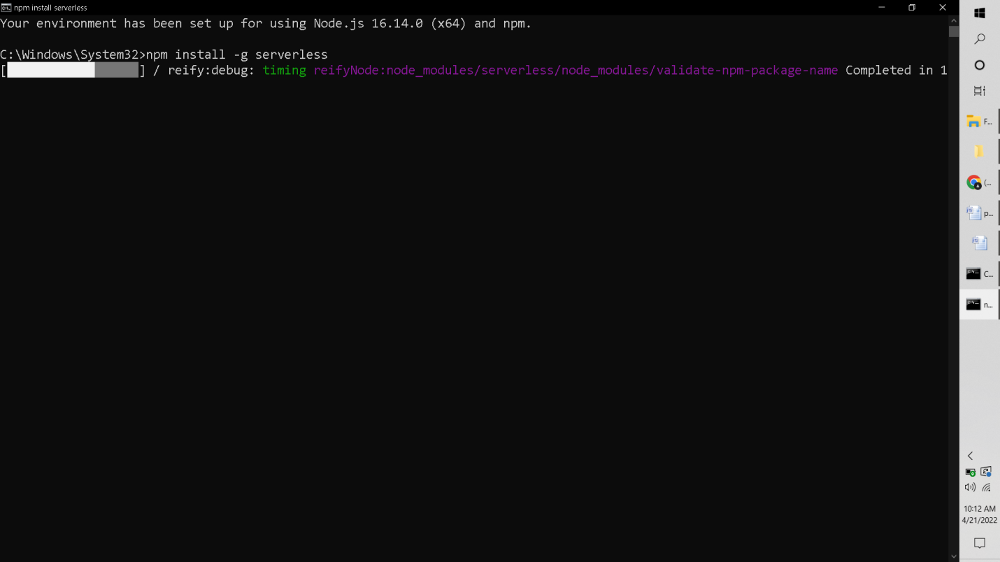 npm install serverless
Your environment has been set up for using Node.js 16.14.0 (x64) and npm.
C:\Windows\System32>npm install -g serverless
[ ] / reify:debug: timing reifyNode:node_modules/serverless/node_modules/validate-npm-package-name Completed in 1
F...
(...
p...
C...
n...
10:12 AM
4/21/2022